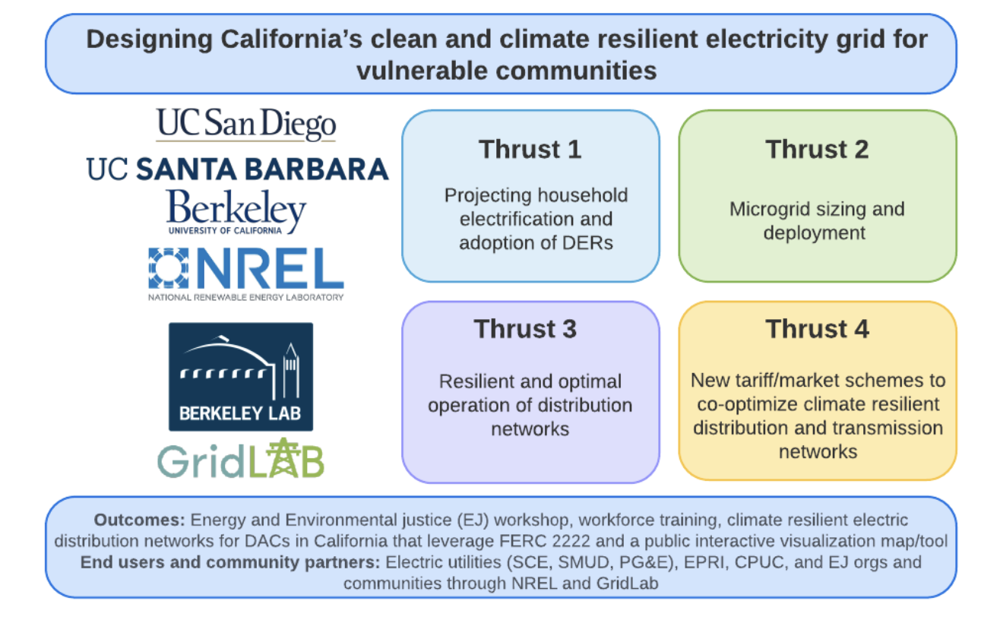 Designing California's clean and climate resilient electricity grid for
vulnerable communities
UC San Diego
UC SANTA BARBARA
Berkeley
UNIVERSITY OF CALIFORNIA
NREL
NATIONAL RENEWABLE ENERGY LABORATORY
BERKELEY LAB
GridLAB
Thrust 1
Projecting household
electrification and
adoption of DERs
Thrust 2
Microgrid sizing and
deployment
Thrust 3
Resilient and optimal
operation of distribution
networks
Thrust 4
New tariff/market schemes to
co-optimize climate resilient
distribution and transmission
networks
Outcomes: Energy and Environmental justice (EJ) workshop, workforce training, climate resilient electric
distribution networks for DACs in California that leverage FERC 2222 and a public interactive visualization map/tool
End users and community partners: Electric utilities (SCE, SMUD, PG&E), EPRI, CPUC, and EJ orgs and
communities through NREL and GridLab